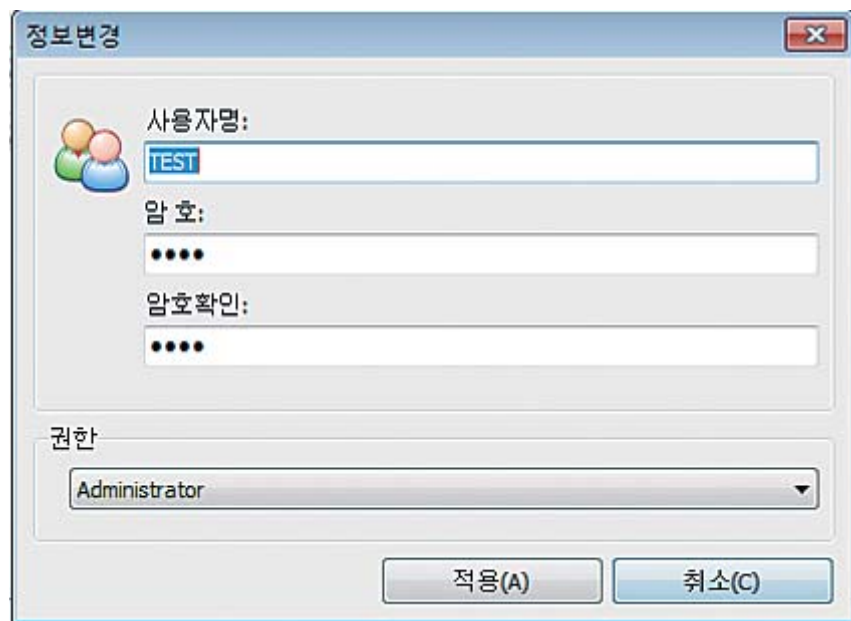 정보변경
사용자명:
TEST
암 호:
••••
암호확인:
••••
권한
Administrator
적용(A)
취소(C)